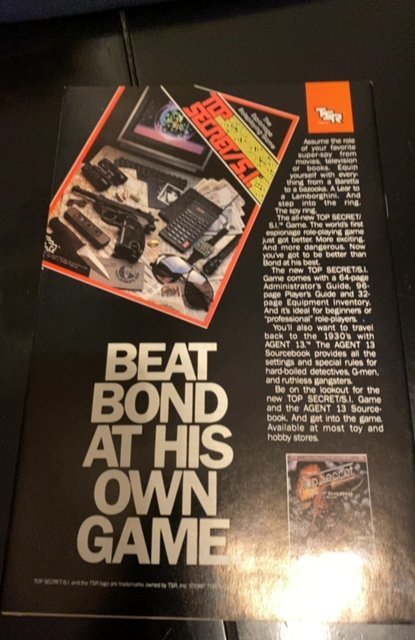 TSR
The
Espionage
Roleplaying Game
TOP
SECRET/S.I.
Assume the role
of your favorite
super-spy from
movies, television
or books. Equip
yourself with every-
thing from a Beretta
to a bazooka. A Lear to
a Lamborghini. And
step into the ring.
The spy ring.
The all-new TOP SECRET/
S.I.™ Game. The world's first
espionage role-playing game
just got better. More exciting.
And more dangerous. Now
you've got to be better than
Bond at his best.
The new TOP SECRET/S.I.
Game comes with a 64-page
Administrator's Guide, 96-
page Player's Guide and 32-
page Equipment Inventory.
And it's ideal for beginners or
"professional" role-players.
You'll also want to travel
back to the 1930's with
AGENT 13.™ The AGENT 13
Sourcebook provides all the
settings and special rules for
hard-boiled detectives, G-men,
and ruthless gangsters.
Be on the lookout for the
new TOP SECRET/S.I. Game
and the AGENT 13 Source-
book. And get into the game.
Available at most toy and
hobby stores.
BEAT
BOND
AT HIS
OWN
GAME.
TOP SECRET/S.I. and the TSR logo are trademarks owned by TSR, Inc. ©1987 TSR